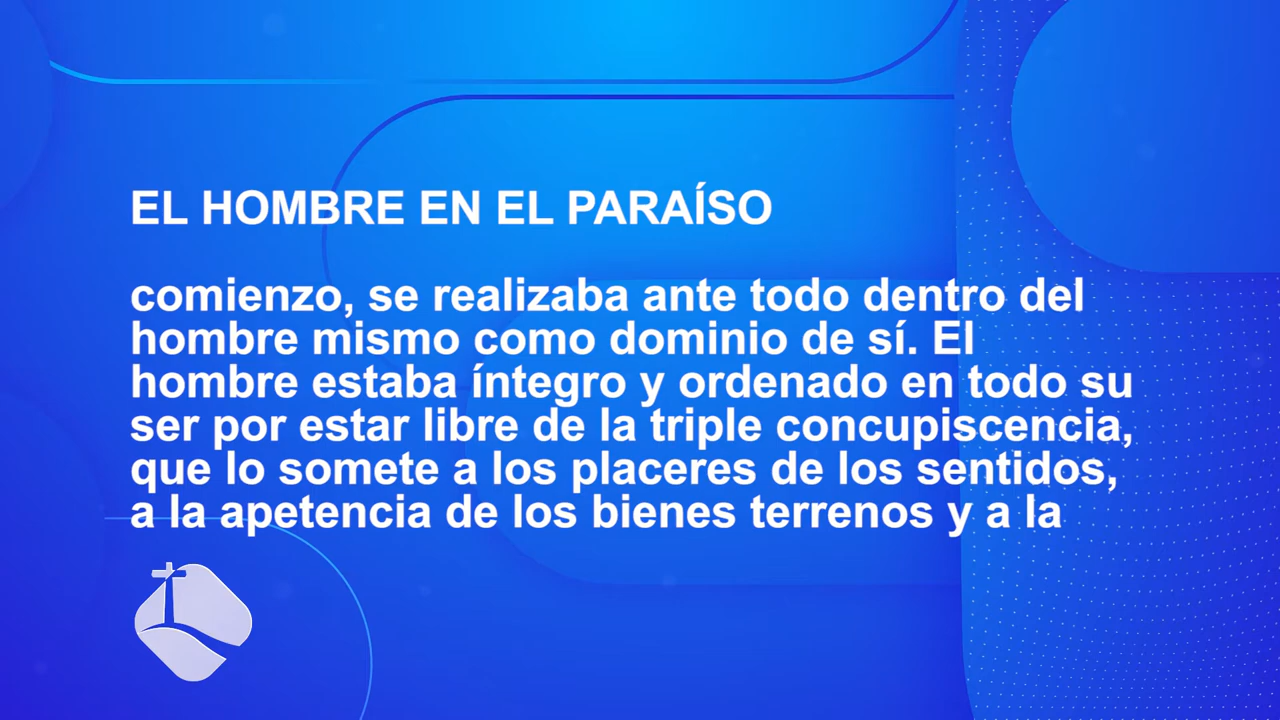 EL HOMBRE EN EL PARAÍSO
comienzo, se realizaba ante todo dentro del
hombre mismo como dominio de sí. El
hombre estaba íntegro y ordenado en todo su
ser por estar libre de la triple concupiscencia,
que lo somete a los placeres de los sentidos,
a la apetencia de los bienes terrenos y a la